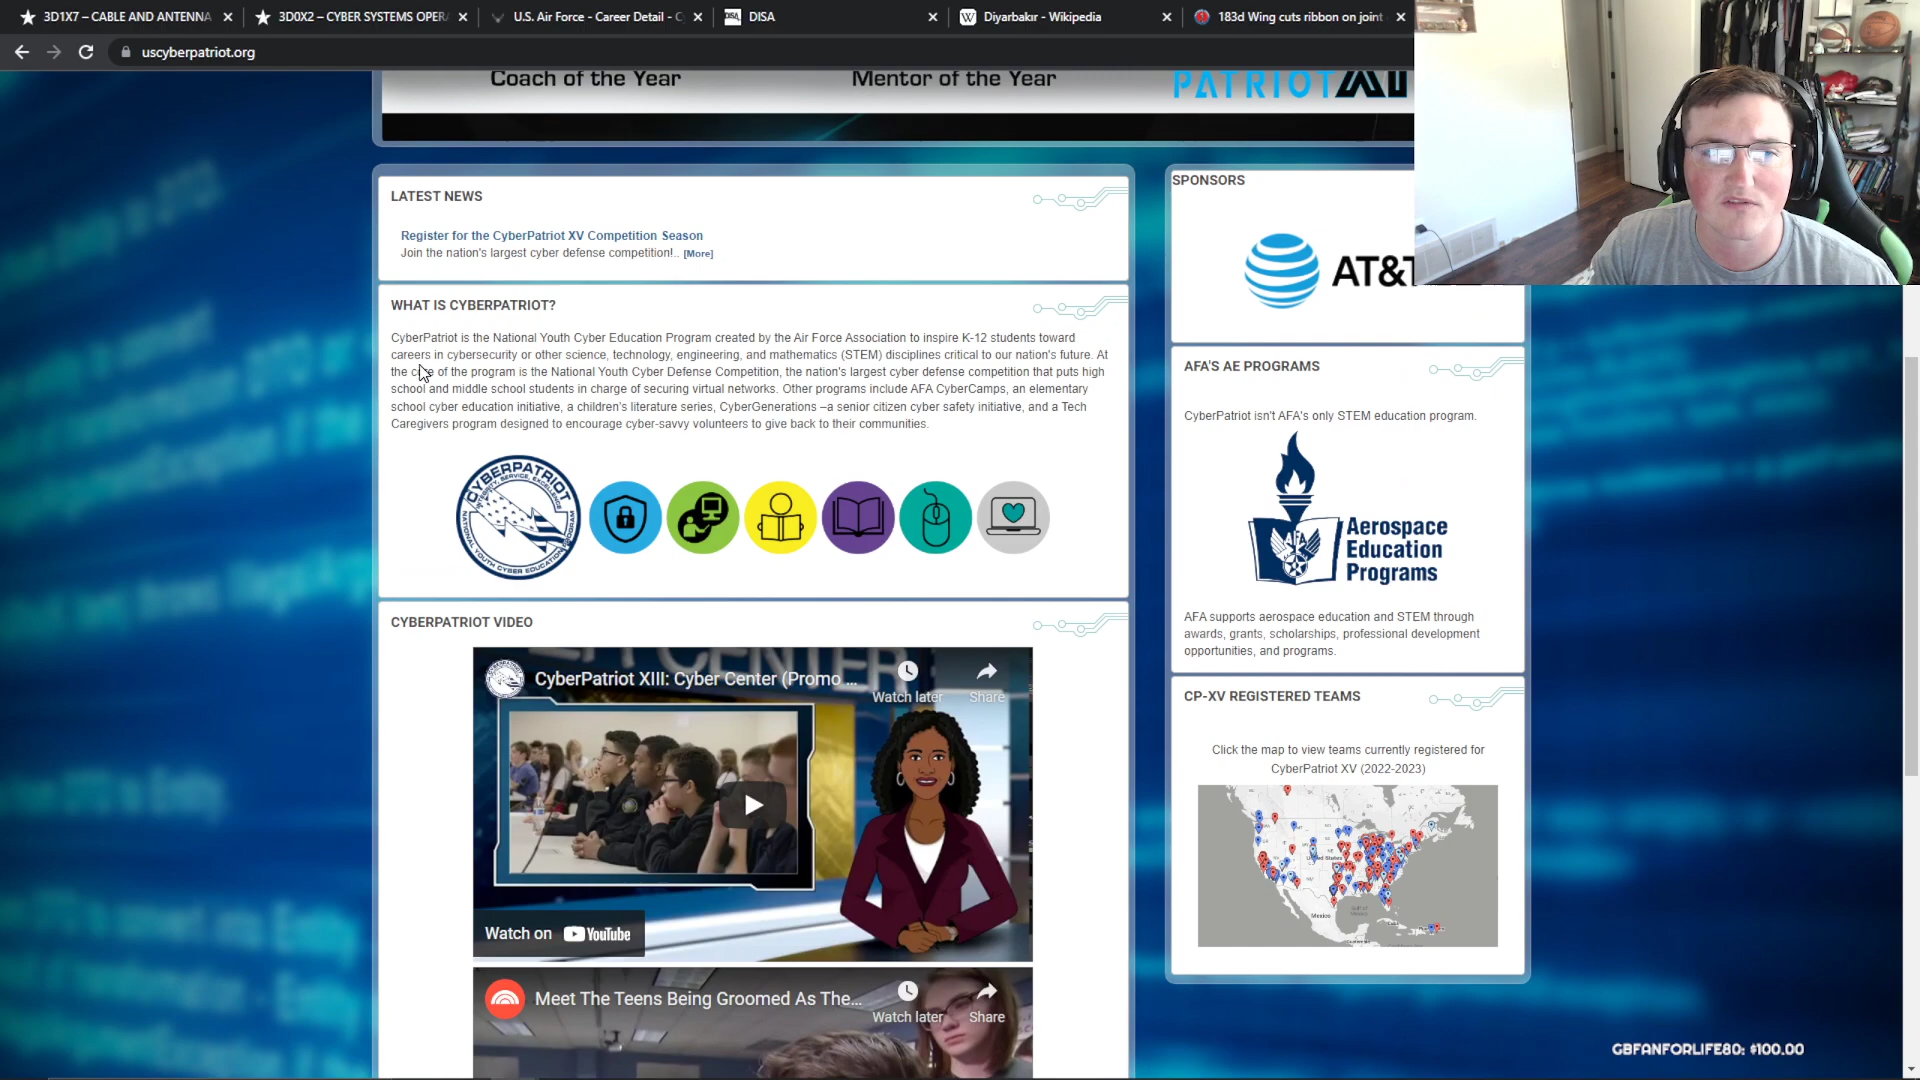 3D1X7 – CABLE AND ANTENNA
3D0X2 – CYBER SYSTEMS OPER
U.S. Air Force - Career Detail - C
DISA
Diyarbakır - Wikipedia
183d Wing cuts ribbon on joint
uscyberpatriot.org
Coach of the Year
Mentor of the Year
PATRIOT
LATEST NEWS
Register for the CyberPatriot XV Competition Season
Join the nation's largest cyber defense competition!.. [More]
WHAT IS CYBERPATRIOT?
CyberPatriot is the National Youth Cyber Education Program created by the Air Force Association to inspire K-12 students toward
careers in cybersecurity or other science, technology, engineering, and mathematics (STEM) disciplines critical to our nation's future. At
the core of the program is the National Youth Cyber Defense Competition, the nation's largest cyber defense competition that puts high
school and middle school students in charge of securing virtual networks. Other programs include AFA CyberCamps, an elementary
school cyber education initiative, a children's literature series, CyberGenerations –a senior citizen cyber safety initiative, and a Tech
Caregivers program designed to encourage cyber-savvy volunteers to give back to their communities.
CYBERPATRIOT
INTEGRITY, SERVICE, EXCELLENCE
NATIONAL YOUTH CYBER EDUCATION PROGRAM
CYBERPATRIOT VIDEO
CyberPatriot XIII: Cyber Center (Promo ...
Watch later
Share
Watch on YouTube
Meet The Teens Being Groomed As The...
Watch later
Share
SPONSORS
AT&T
AFA'S AE PROGRAMS
CyberPatriot isn't AFA's only STEM education program.
AFA
Aerospace
Education
Programs
AFA supports aerospace education and STEM through
awards, grants, scholarships, professional development
opportunities, and programs.
CP-XV REGISTERED TEAMS
Click the map to view teams currently registered for
CyberPatriot XV (2022-2023)
Mexico
GBFANFORLIFE80: $100.00